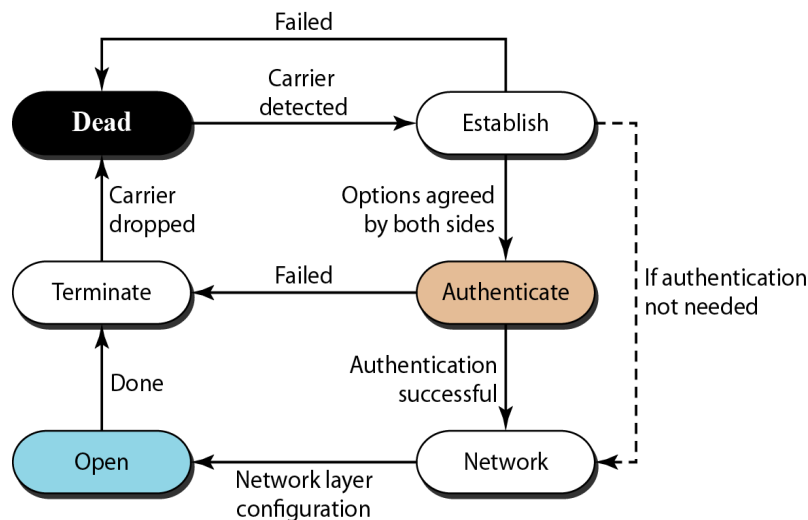 Failed
Carrier
detected
Dead
Establish
Carrier
dropped
Options agreed
by both sides
If authentication
not needed
Terminate
Failed
Authenticate
Done
Authentication
successful
Open
Network layer
configuration
Network